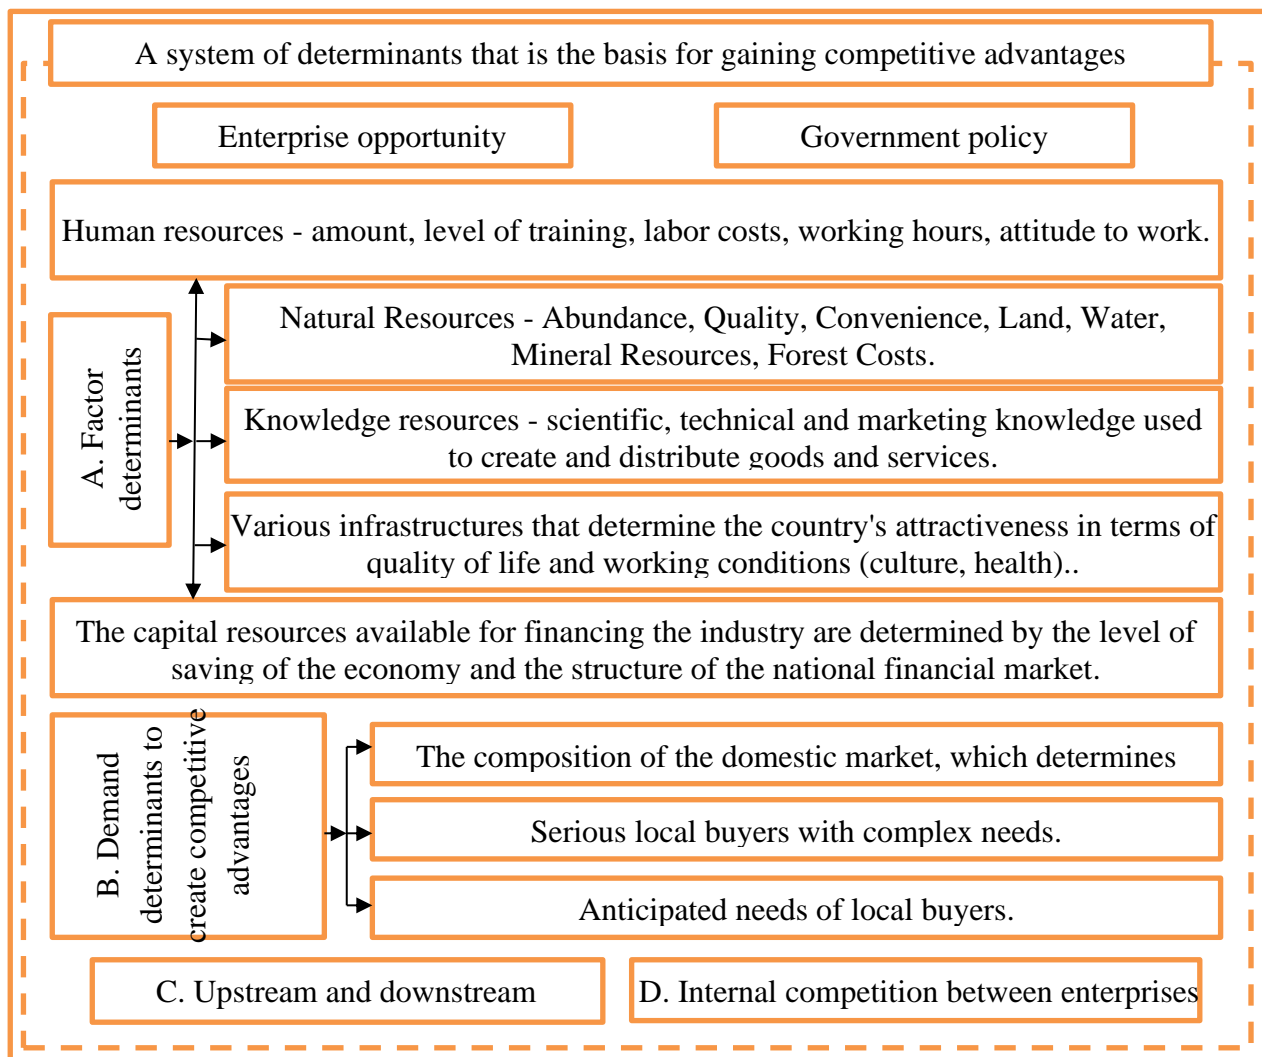 A system of determinants that is the basis for gaining competitive advantages
Enterprise opportunity
Government policy
Human resources - amount, level of training, labor costs, working hours, attitude to work.
A. Factor
determinants
Natural Resources - Abundance, Quality, Convenience, Land, Water,
Mineral Resources, Forest Costs.
Knowledge resources - scientific, technical and marketing knowledge used
to create and distribute goods and services.
Various infrastructures that determine the country's attractiveness in terms of
quality of life and working conditions (culture, health)..
The capital resources available for financing the industry are determined by the level of
saving of the economy and the structure of the national financial market.
B. Demand
determinants to
create competitive
advantages
The composition of the domestic market, which determines
Serious local buyers with complex needs.
Anticipated needs of local buyers.
C. Upstream and downstream
D. Internal competition between enterprises